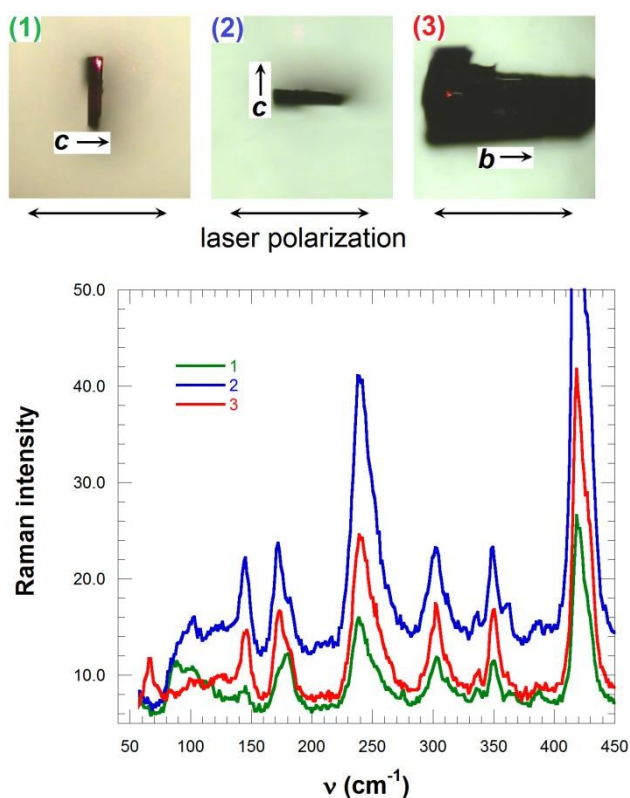 (1) (2) (3)
c → c b →
laser polarization
50.0
40.0
30.0
20.0
10.0
1
2
3
Raman intensity
50 100 150 200 250 300 350 400 450
ν (cm⁻¹)